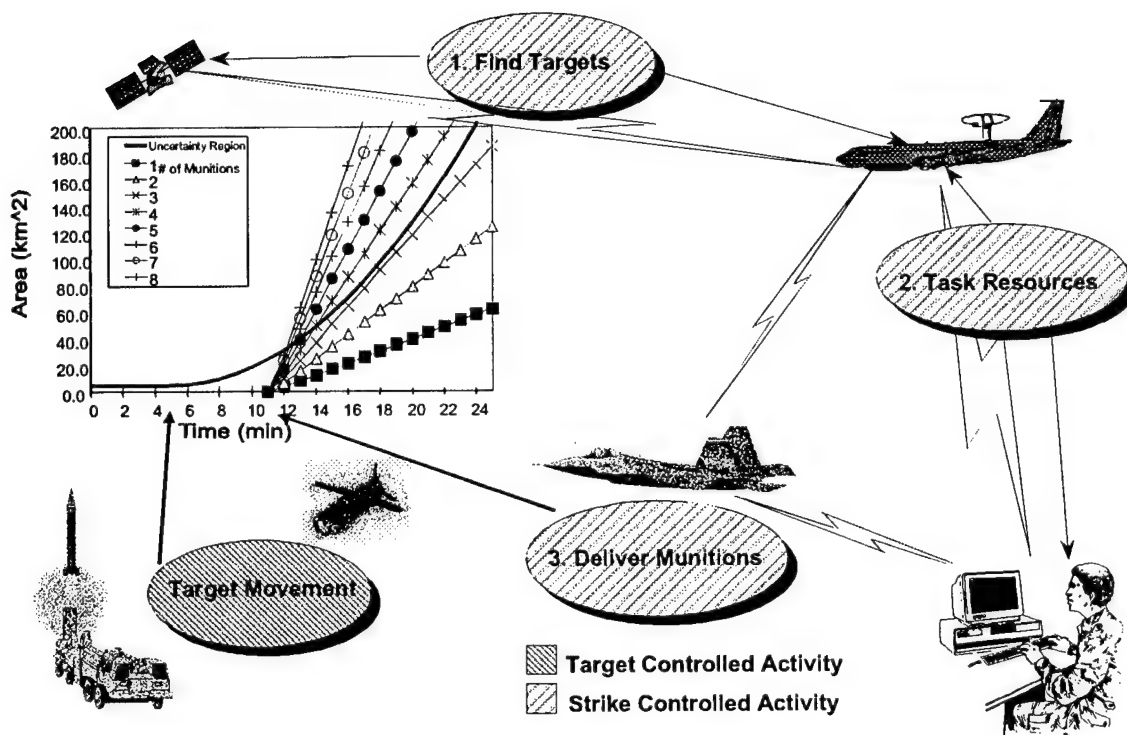 1. Find Targets
200.0
180.0
160.0
140.0
120.0
100.0
80.0
60.0
40.0
20.0
0.0
Area (km^2)
Uncertainty Region
1 # of Munitions
2
3
4
5
6
7
8
0 2 4 6 8 10 12 14 16 18 20 22 24
Time (min)
2. Task Resources
3. Deliver Munitions
Target Movement
Target Controlled Activity
Strike Controlled Activity